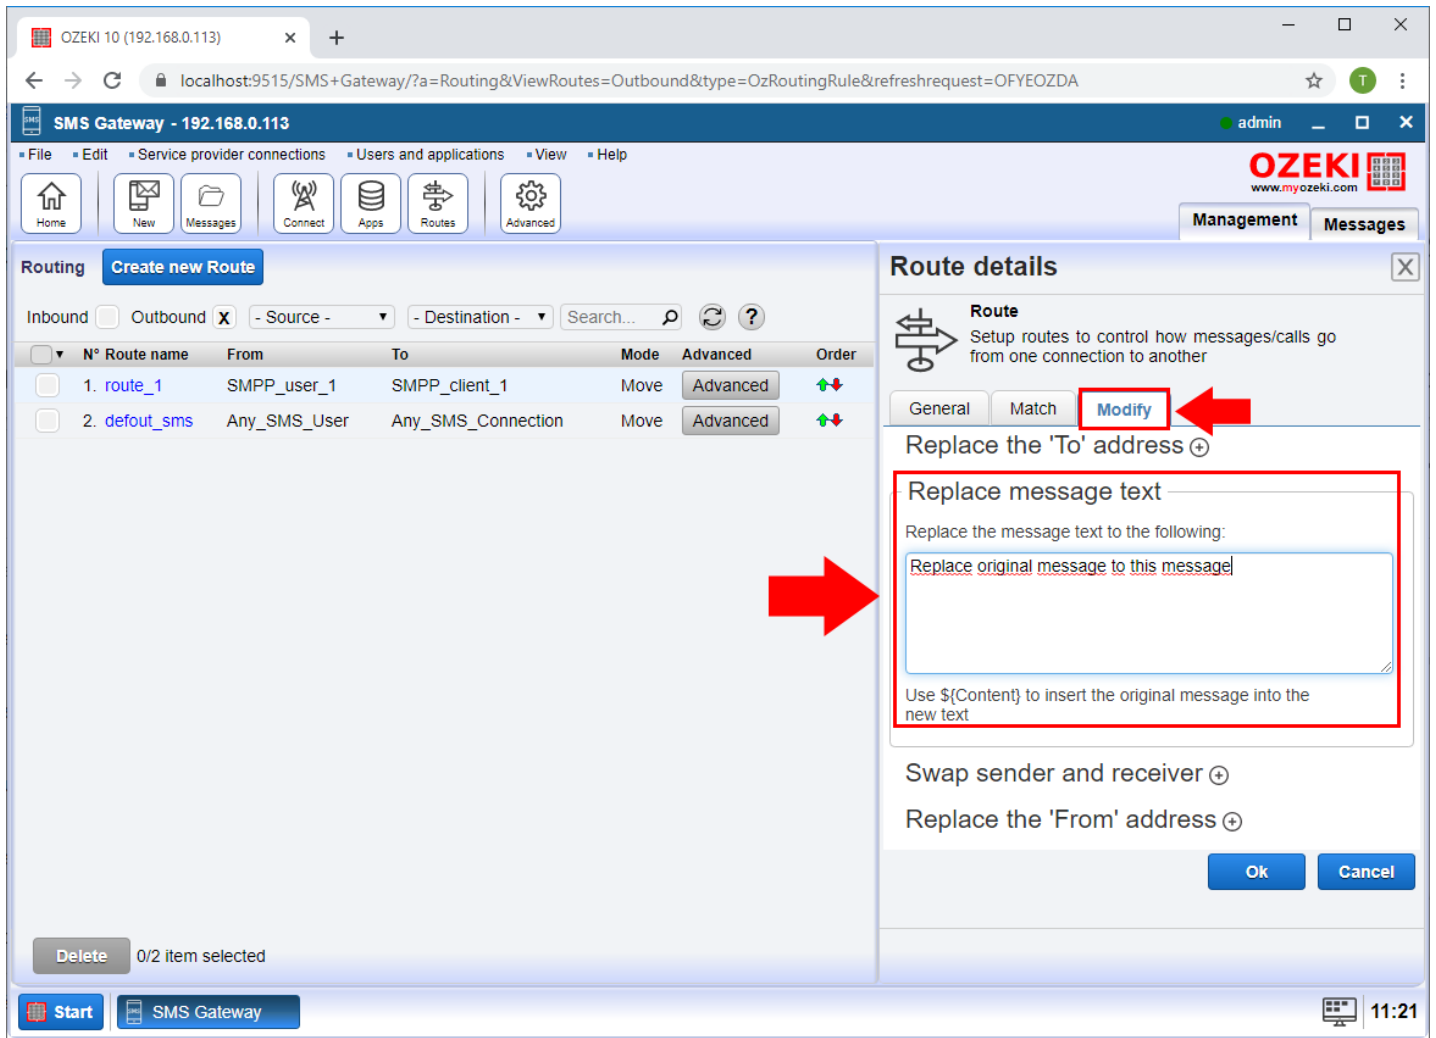 OZEKI 10 (192.168.0.113)
localhost:9515/SMS+Gateway/?a=Routing&ViewRoutes=Outbound&type=OzRoutingRule&refreshrequest=OFYEOZDA
T
SMS
SMS Gateway - 192.168.0.113
admin
File Edit Service provider connections Users and applications View Help
OZEKI
www.myozeki.com
Home New Messages Connect Apps Routes Advanced
Management Messages
Routing Create new Route
Inbound Outbound X - Source - - Destination - Search... ?
N° Route name From To Mode Advanced Order
1. route_1 SMPP_user_1 SMPP_client_1 Move Advanced
2. defout_sms Any_SMS_User Any_SMS_Connection Move Advanced
Delete 0/2 item selected
Route details X
Route
Setup routes to control how messages/calls go
from one connection to another
General Match Modify
Replace the 'To' address
Replace message text
Replace the message text to the following:
Replace original message to this message
Use ${Content} to insert the original message into the
new text
Swap sender and receiver
Replace the 'From' address
Ok Cancel
Start SMS SMS Gateway 11:21